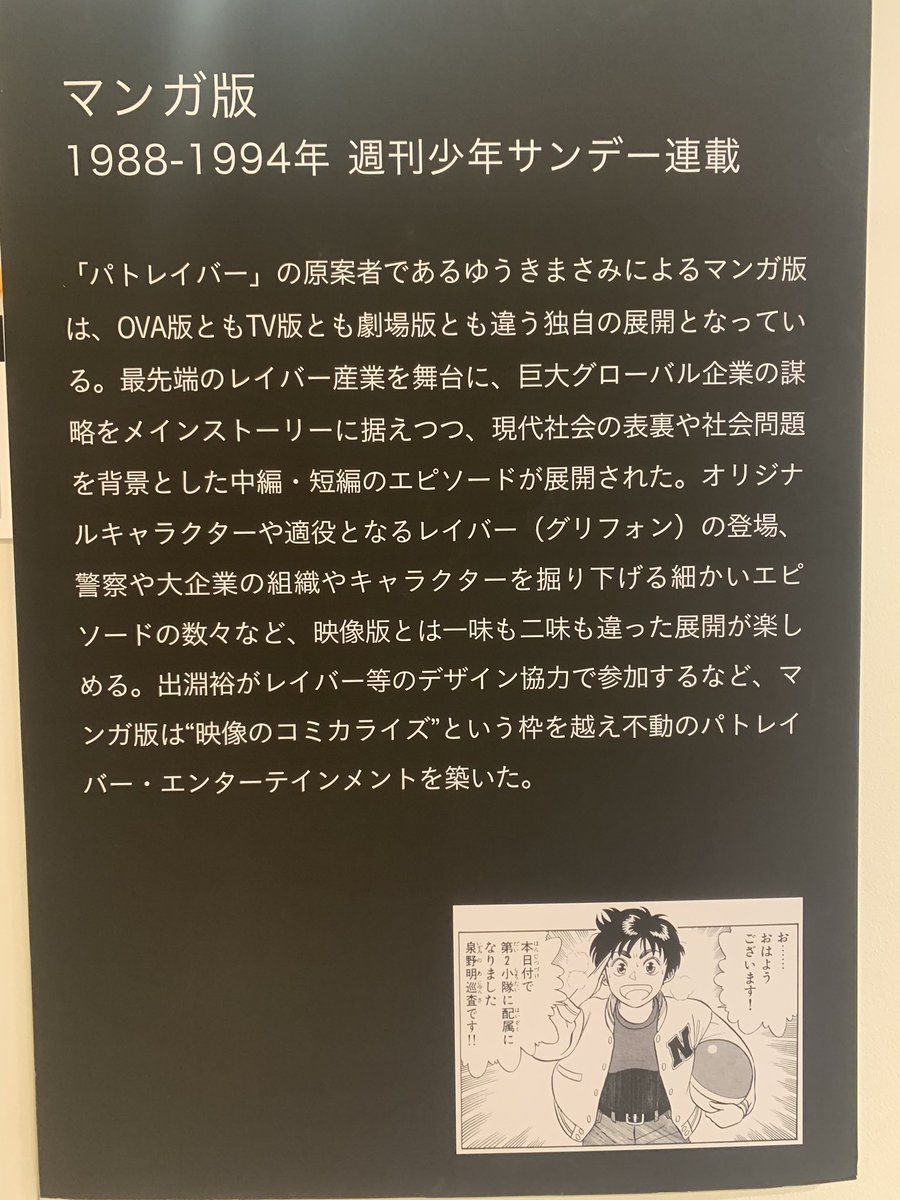 マンガ版
1988-1994年 週刊少年サンデー連載
「パトレイバー」の原案者であるゆうきまさみによるマンガ版
は、OVA版ともTV版とも劇場版とも違う独自の展開となってい
る。最先端のレイバー産業を舞台に、巨大グローバル企業の謀
略をメインストーリーに据えつつ、現代社会の表裏や社会問題
を背景とした中編・短編のエピソードが展開された。オリジナ
ルキャラクターや適役となるレイバー（グリフォン）の登場、
警察や大企業の組織やキャラクターを掘り下げる細かいエピ
ソードの数々など、映像版とは一味も二味も違った展開が楽し
める。出淵裕がレイバー等のデザイン協力で参加するなど、マ
ンガ版は“映像のコミカライズ”という枠を越え不動のパトレイ
バー・エンターテインメントを築いた。
お……
おはよう
ございます!
本日付で
第2小隊に配属に
なりました
泉野明巡査です!!
N